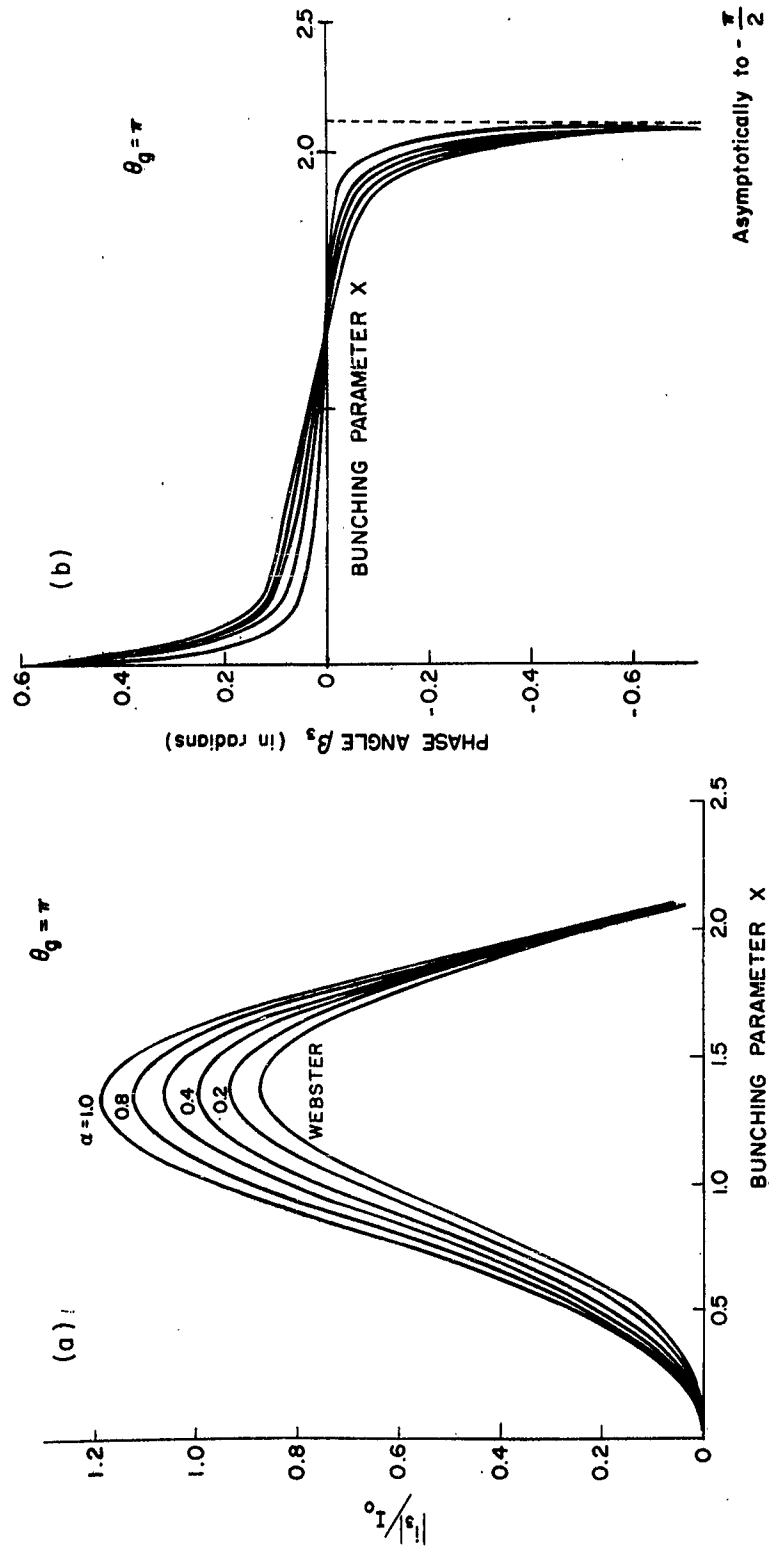 (a)
θg = π
|i₃|/I₀
1.2
1.0
0.8
0.6
0.4
0.2
0
α = 1.0
0.8
0.4
0.2
WEBSTER
0.5
1.0
1.5
2.0
2.5
BUNCHING PARAMETER X
(b)
θg = π
PHASE ANGLE β₃ (in radians)
0.6
0.4
0.2
0
-0.2
-0.4
-0.6
2.0
2.5
BUNCHING PARAMETER X
Asymptotically to - π/2